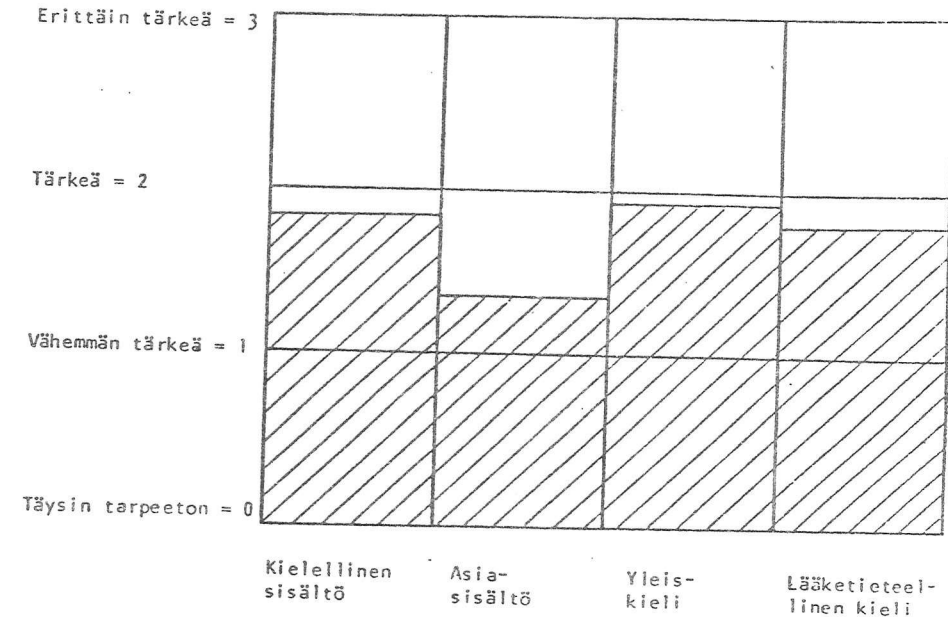 Erittäin tärkeä = 3
Tärkeä = 2
Vähemmän tärkeä = 1
Täysin tarpeeton = 0
Kielellinen
sisältö
Asia-
sisältö
Yleis-
kieli
Lääketieteel-
linen kieli